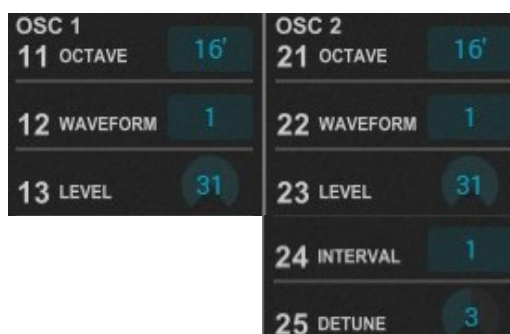 OSC 1
11 OCTAVE 16'
12 WAVEFORM 1
13 LEVEL 31
OSC 2
21 OCTAVE 16'
22 WAVEFORM 1
23 LEVEL 31
24 INTERVAL 1
25 DETUNE 3